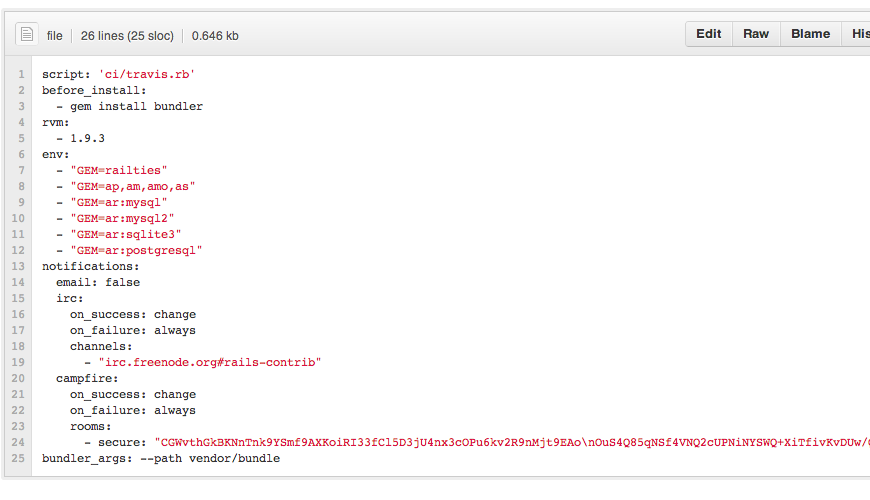 file 26 lines (25 sloc) 0.646 kb Edit Raw Blame
1 script: 'ci/travis.rb'
2 before_install:
3 - gem install bundler
4 rvm:
5 - 1.9.3
6 env:
7 - "GEM=railties"
8 - "GEM=ap,am,amo,as"
9 - "GEM=ar:mysql"
10 - "GEM=ar:mysql2"
11 - "GEM=ar:sqlite3"
12 - "GEM=ar:postgresql"
13 notifications:
14 email: false
15 irc:
16 on_success: change
17 on_failure: always
18 channels:
19 - "irc.freenode.org#rails-contrib"
20 campfire:
21 on_success: change
22 on_failure: always
23 rooms:
24 - secure: "CGWvthGkBKNnTnk9YSmf9AXKoiRI33fCl5D3jU4nx3cOPu6kv2R9nMjt9EAo\nOuS4Q85qNSf4VNQ2cUPNiNYSWQ+XiTfivKvDUw/
25 bundler_args: --path vendor/bundle